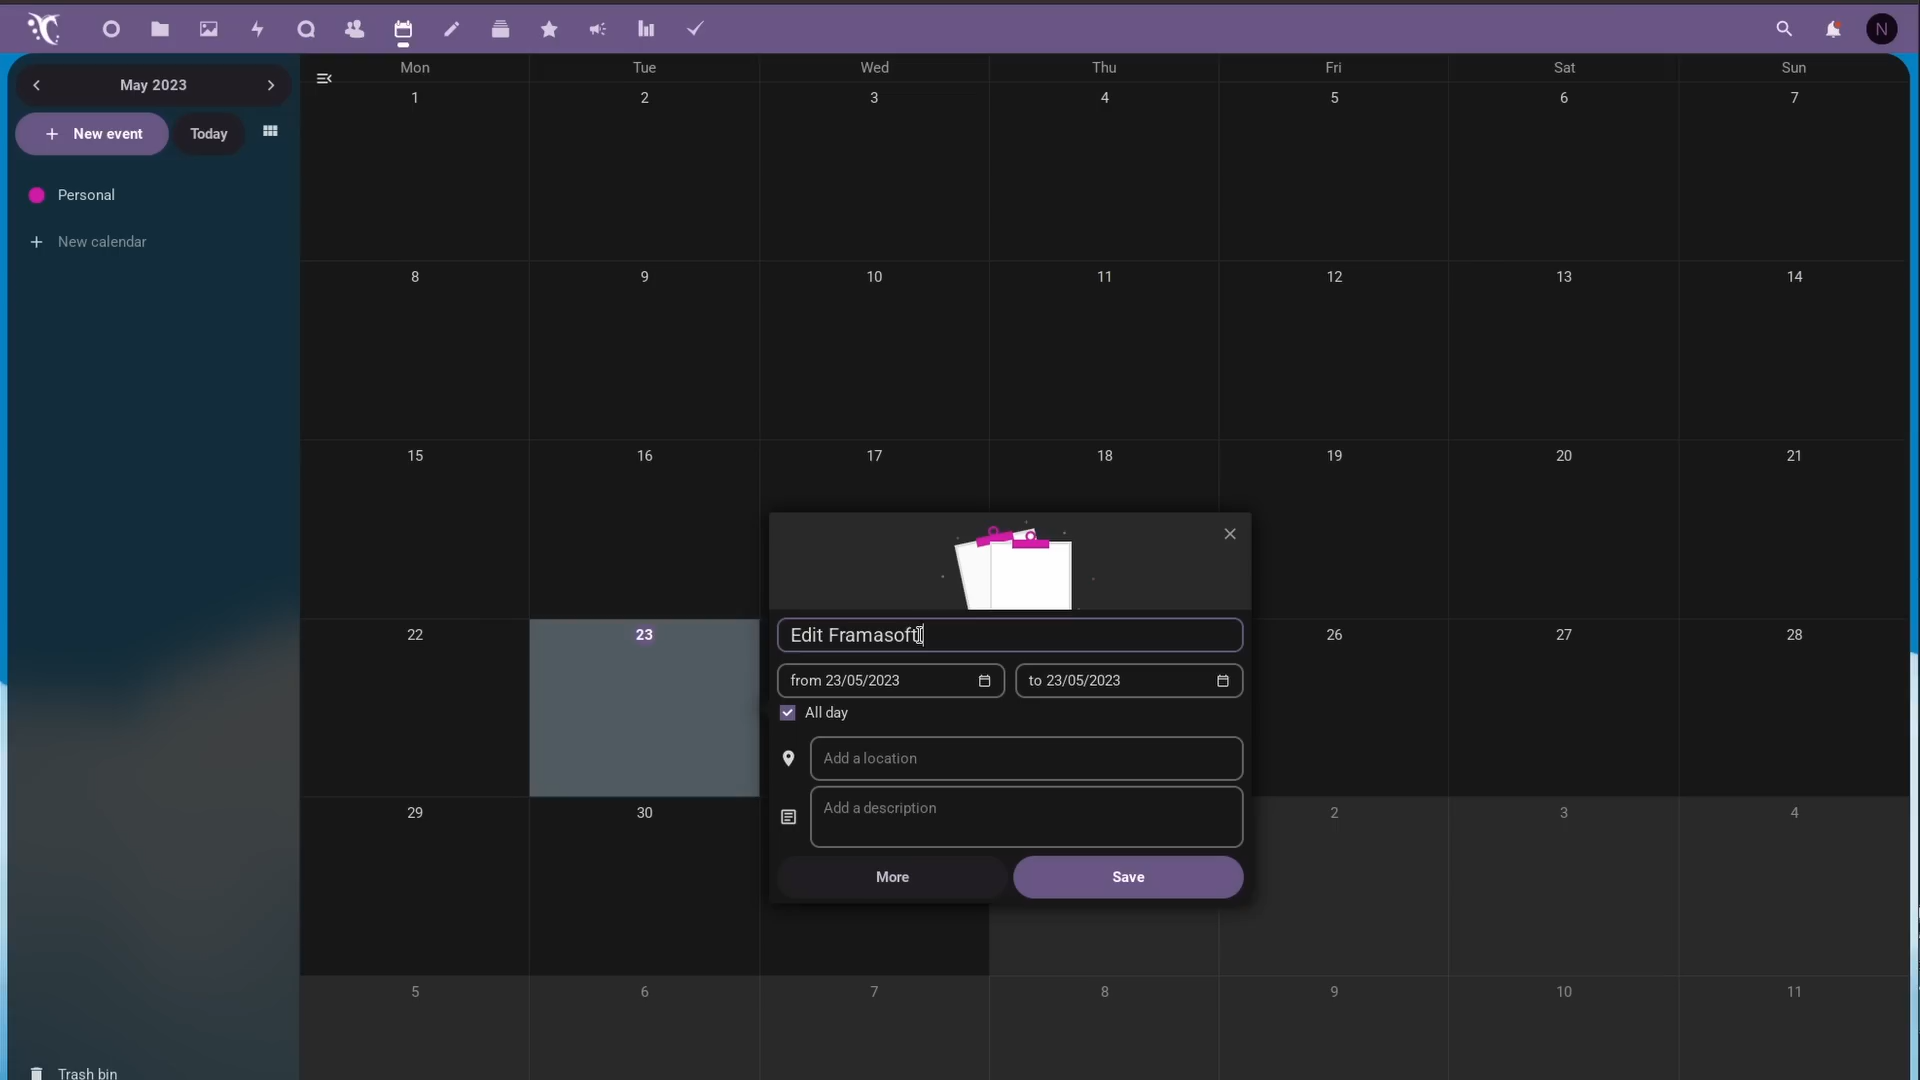 N
May 2023
New event
Today
Personal
New calendar
Trash bin
Mon Tue Wed Thu Fri Sat Sun
1 2 3 4 5 6 7
8 9 10 11 12 13 14
15 16 17 18 19 20 21
22 23 26 27 28
29 30 2 3 4
5 6 7 8 9 10 11
Edit Framasoft
from 23/05/2023 to 23/05/2023
All day
Add a location
Add a description
More Save